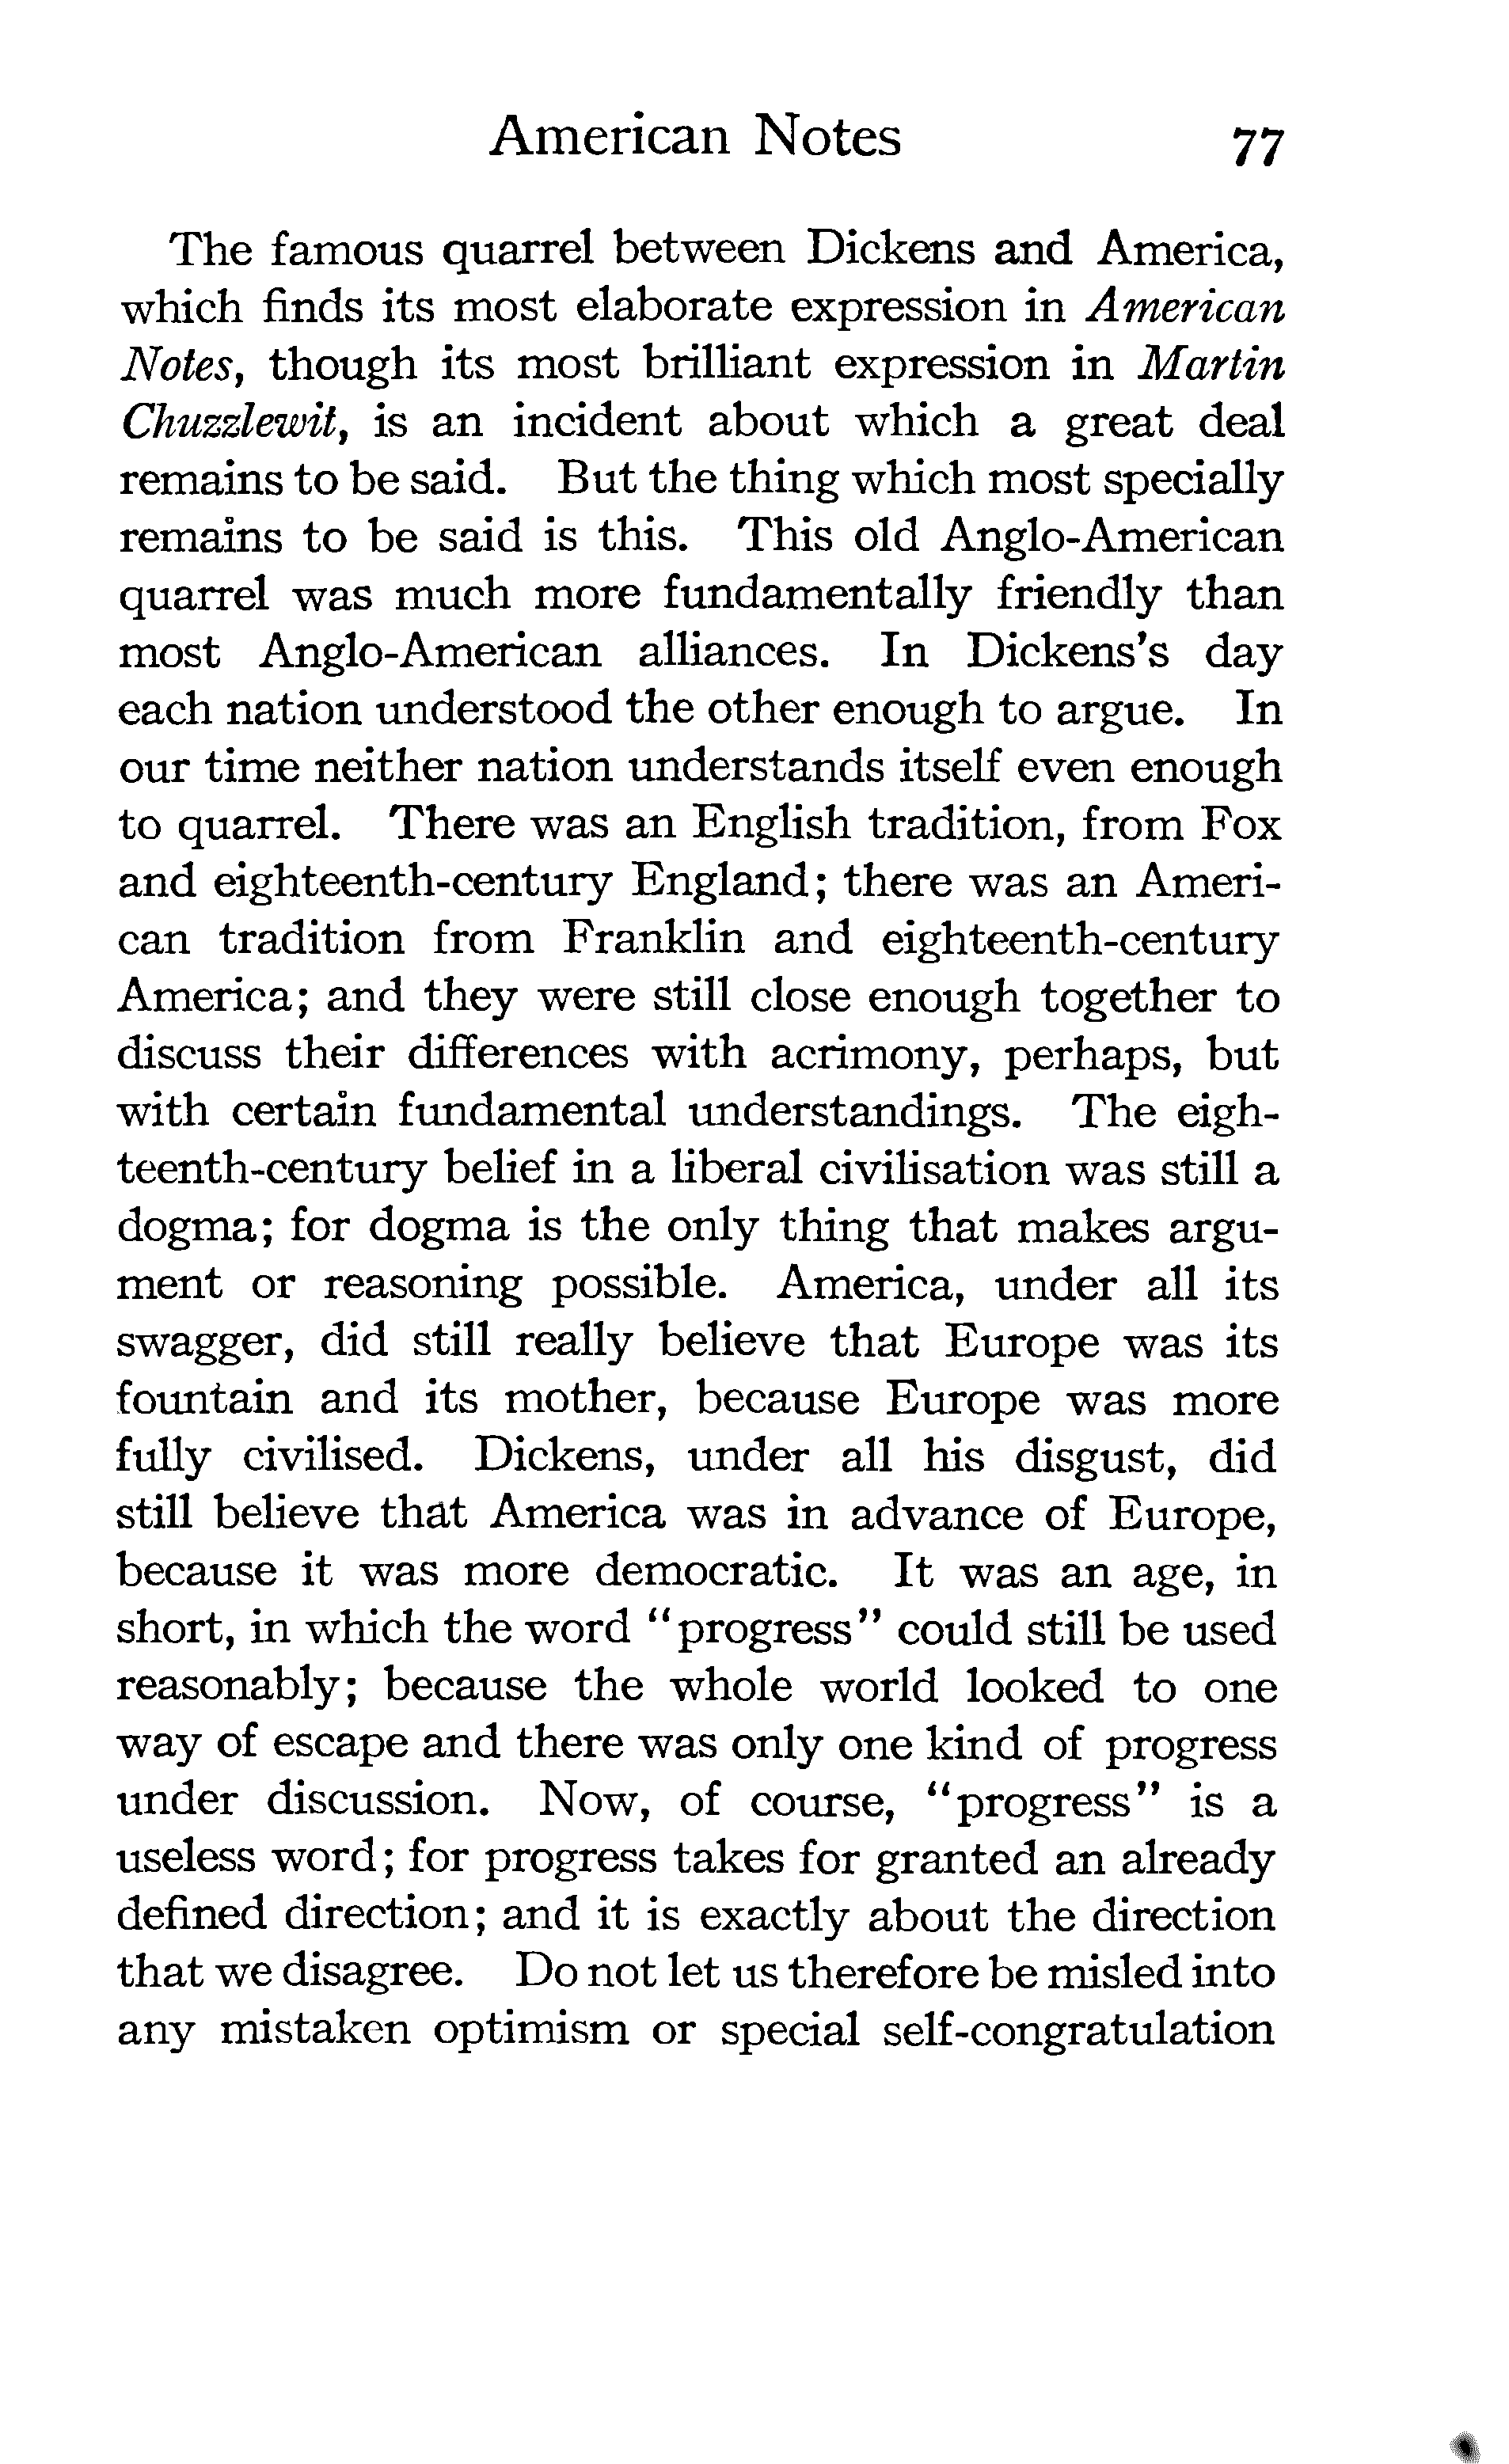 American Notes 77
The famous quarrel between Dickens and America,
which finds its most elaborate expression in American
Notes, though its most brilliant expression in Martin
Chuzzlewit, is an incident about which a great deal
remains to be said. But the thing which most specially
remains to be said is this. This old Anglo-American
quarrel was much more fundamentally friendly than
most Anglo-American alliances. In Dickens's day
each nation understood the other enough to argue. In
our time neither nation understands itself even enough
to quarrel. There was an English tradition, from Fox
and eighteenth-century England; there was an Ameri-
can tradition from Franklin and eighteenth-century
America; and they were still close enough together to
discuss their differences with acrimony, perhaps, but
with certain fundamental understandings. The eigh-
teenth-century belief in a liberal civilisation was still a
dogma; for dogma is the only thing that makes argu-
ment or reasoning possible. America, under all its
swagger, did still really believe that Europe was its
fountain and its mother, because Europe was more
fully civilised. Dickens, under all his disgust, did
still believe that America was in advance of Europe,
because it was more democratic. It was an age, in
short, in which the word "progress" could still be used
reasonably; because the whole world looked to one
way of escape and there was only one kind of progress
under discussion. Now, of course, "progress" is a
useless word; for progress takes for granted an already
defined direction; and it is exactly about the direction
that we disagree. Do not let us therefore be misled into
any mistaken optimism or special self-congratulation